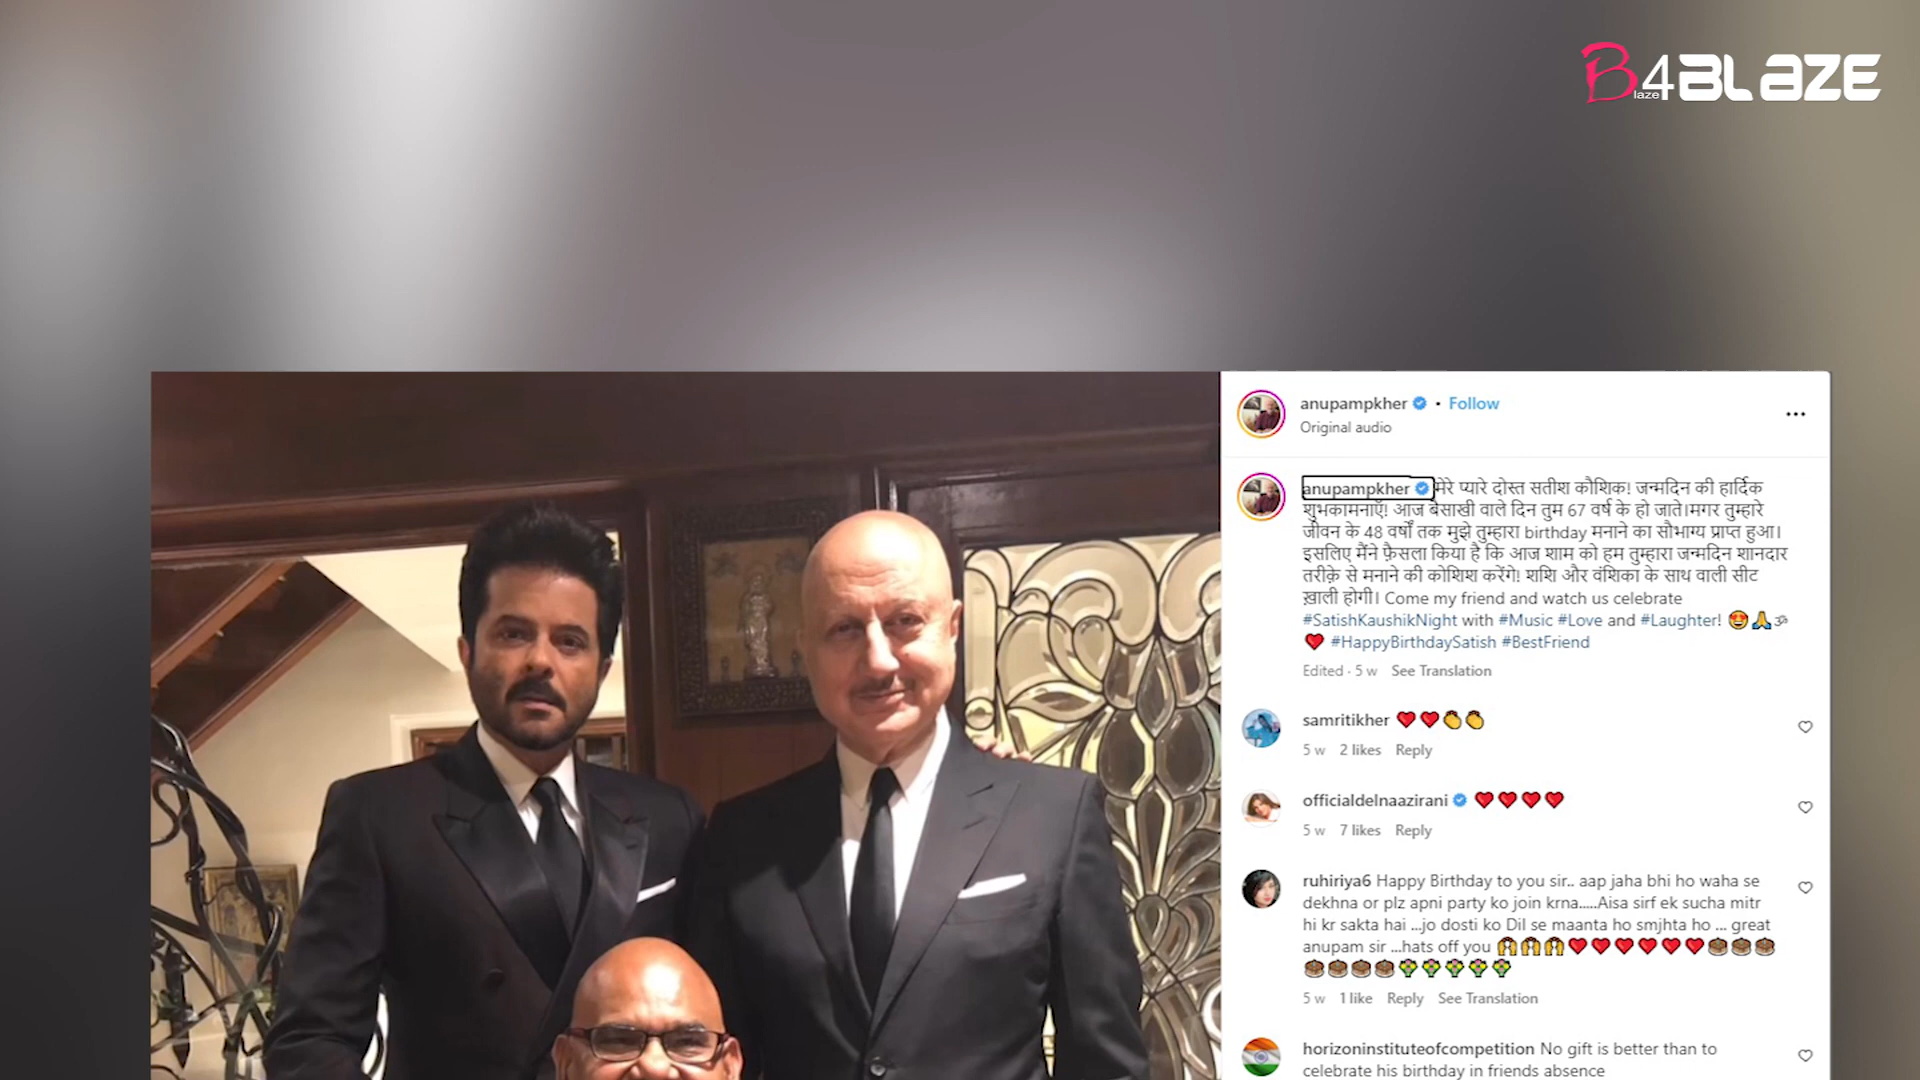 Blaze4BLAZE
anupampkher • Follow
Original audio
anupampkher मेरे प्यारे दोस्त सतीश कौशिक! जन्मदिन की हार्दिक
शुभकामनाएँ! आज बैसाखी वाले दिन तुम 67 वर्ष के हो जाते।मगर तुम्हारे
जीवन के 48 वर्षों तक मुझे तुम्हारा birthday मनाने का सौभाग्य प्राप्त हुआ।
इसलिए मैंने फ़ैसला किया है कि आज शाम को हम तुम्हारा जन्मदिन शानदार
तरीक़े से मनाने की कोशिश करेंगे! शशि और वंशिका के साथ वाली सीट
ख़ाली होगी। Come my friend and watch us celebrate
#SatishKaushikNight with #Music #Love and #Laughter! 😍🙏🕉
❤️ #HappyBirthdaySatish #BestFriend
Edited · 5 w See Translation
samritikher ❤️❤️👏👏
5 w 2 likes Reply
officialdelnaazirani ❤️❤️❤️❤️
5 w 7 likes Reply
ruhiriya6 Happy Birthday to you sir.. aap jaha bhi ho waha se
dekhna or plz apni party ko join krna.....Aisa sirf ek sucha mitr
hi kr sakta hai ...jo dosti ko Dil se maanta ho smjhta ho ... great
anupam sir ...hats off you 🙌🙌🙌❤️❤️❤️❤️❤️❤️🎂🎂🎂
🎂🎂🎂🎂💐💐💐💐💐
5 w 1 like Reply See Translation
horizoninstituteofcompetition No gift is better than to
celebrate his birthday in friends absence